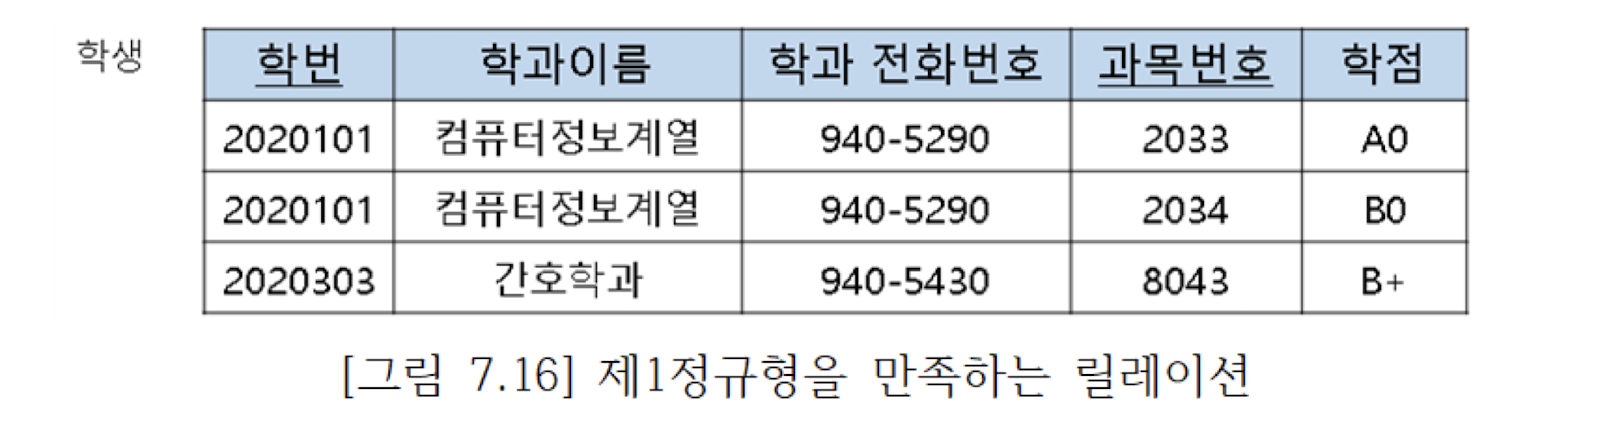 학생
학번 학과이름 학과 전화번호 과목번호 학점
2020101 컴퓨터정보계열 940-5290 2033 A0
2020101 컴퓨터정보계열 940-5290 2034 B0
2020303 간호학과 940-5430 8043 B+
[그림 7.16] 제1정규형을 만족하는 릴레이션